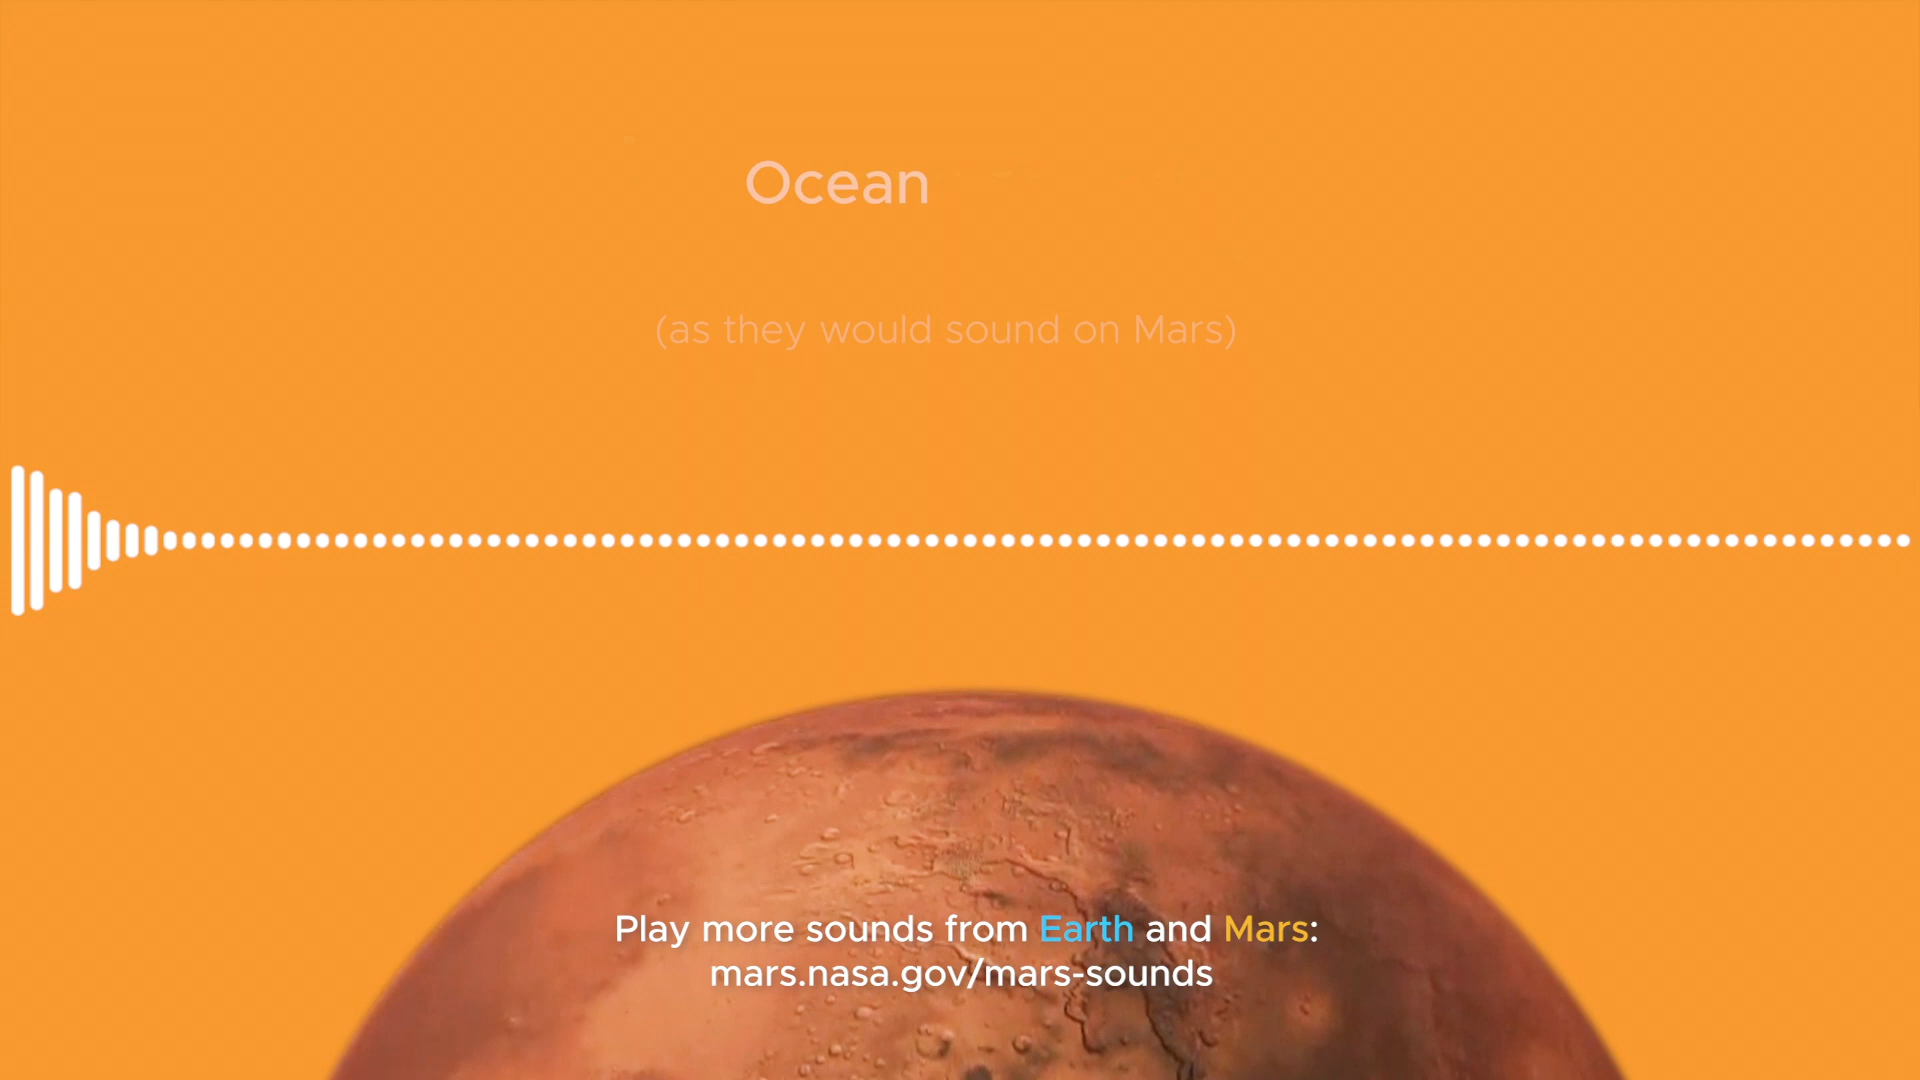 Ocean
(as they would sound on Mars)
Play more sounds from Earth and Mars:
mars.nasa.gov/mars-sounds